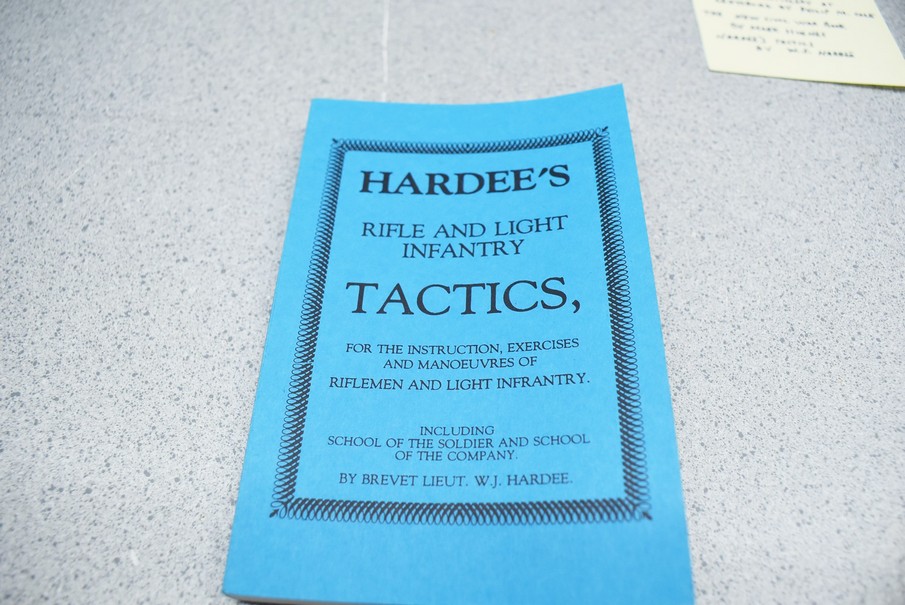 HARDEE'S
RIFLE AND LIGHT
INFANTRY
TACTICS,
FOR THE INSTRUCTION, EXERCISES
AND MANOEUVRES OF
RIFLEMEN AND LIGHT INFRANTRY.
INCLUDING
SCHOOL OF THE SOLDIER AND SCHOOL
OF THE COMPANY.
BY BREVET LIEUT. W.J. HARDEE.
BY W.J.